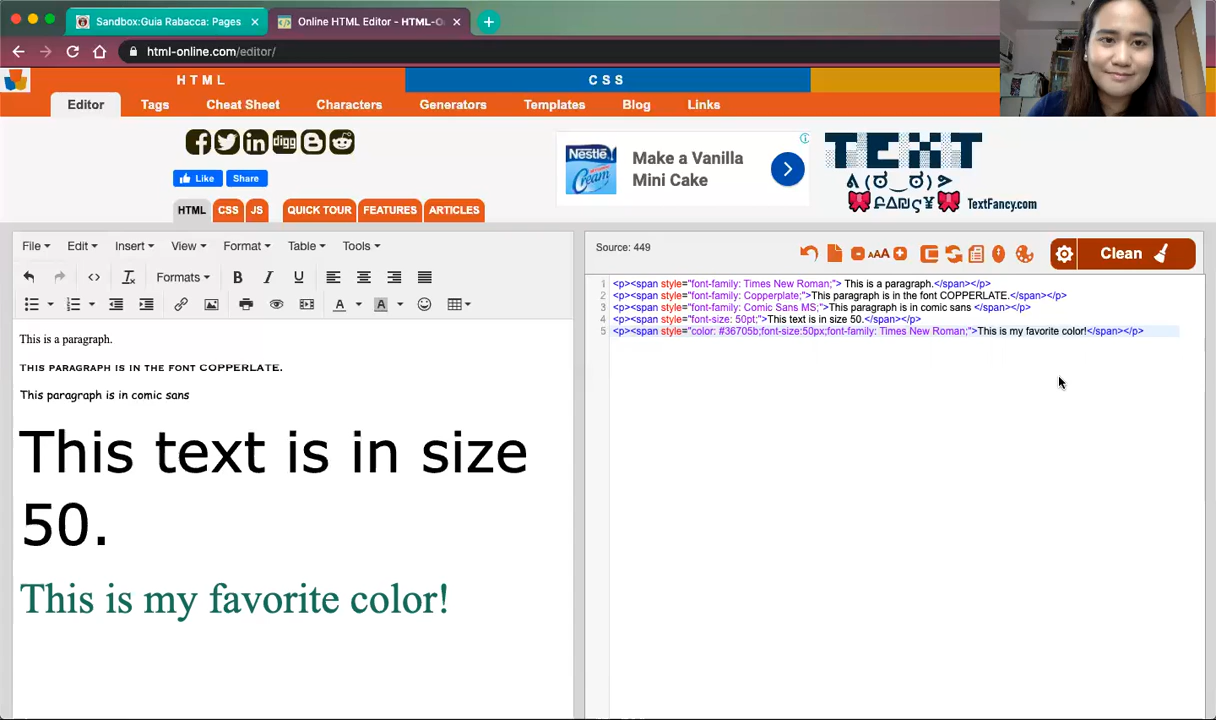 Sandbox:Guia Rabacca: Pages
Online HTML Editor - HTML-O
html-online.com/editor/
HTML
CSS
Editor
Tags
Cheat Sheet
Characters
Generators
Templates
Blog
Links
digg
Nestlé
Cream
Make a Vanilla
Mini Cake
TEXT
TextFancy.com
Like
Share
HTML
CSS
JS
QUICK TOUR
FEATURES
ARTICLES
File
Edit
Insert
View
Format
Table
Tools
Formats
B
I
U
A
A
Source: 449
AAA
Clean
This is a paragraph.
THIS PARAGRAPH IS IN THE FONT COPPERLATE.
This paragraph is in comic sans
This text is in size
50.
This is my favorite color!
1 <p><span style="font-family: Times New Roman;"> This is a paragraph.</span></p>
2 <p><span style="font-family: Copperplate;">This paragraph is in the font COPPERLATE.</span></p>
3 <p><span style="font-family: Comic Sans MS;">This paragraph is in comic sans </span></p>
4 <p><span style="font-size: 50pt;">This text is in size 50.</span></p>
5 <p><span style="color: #36705b;font-size:50px;font-family: Times New Roman;">This is my favorite color!</span></p>